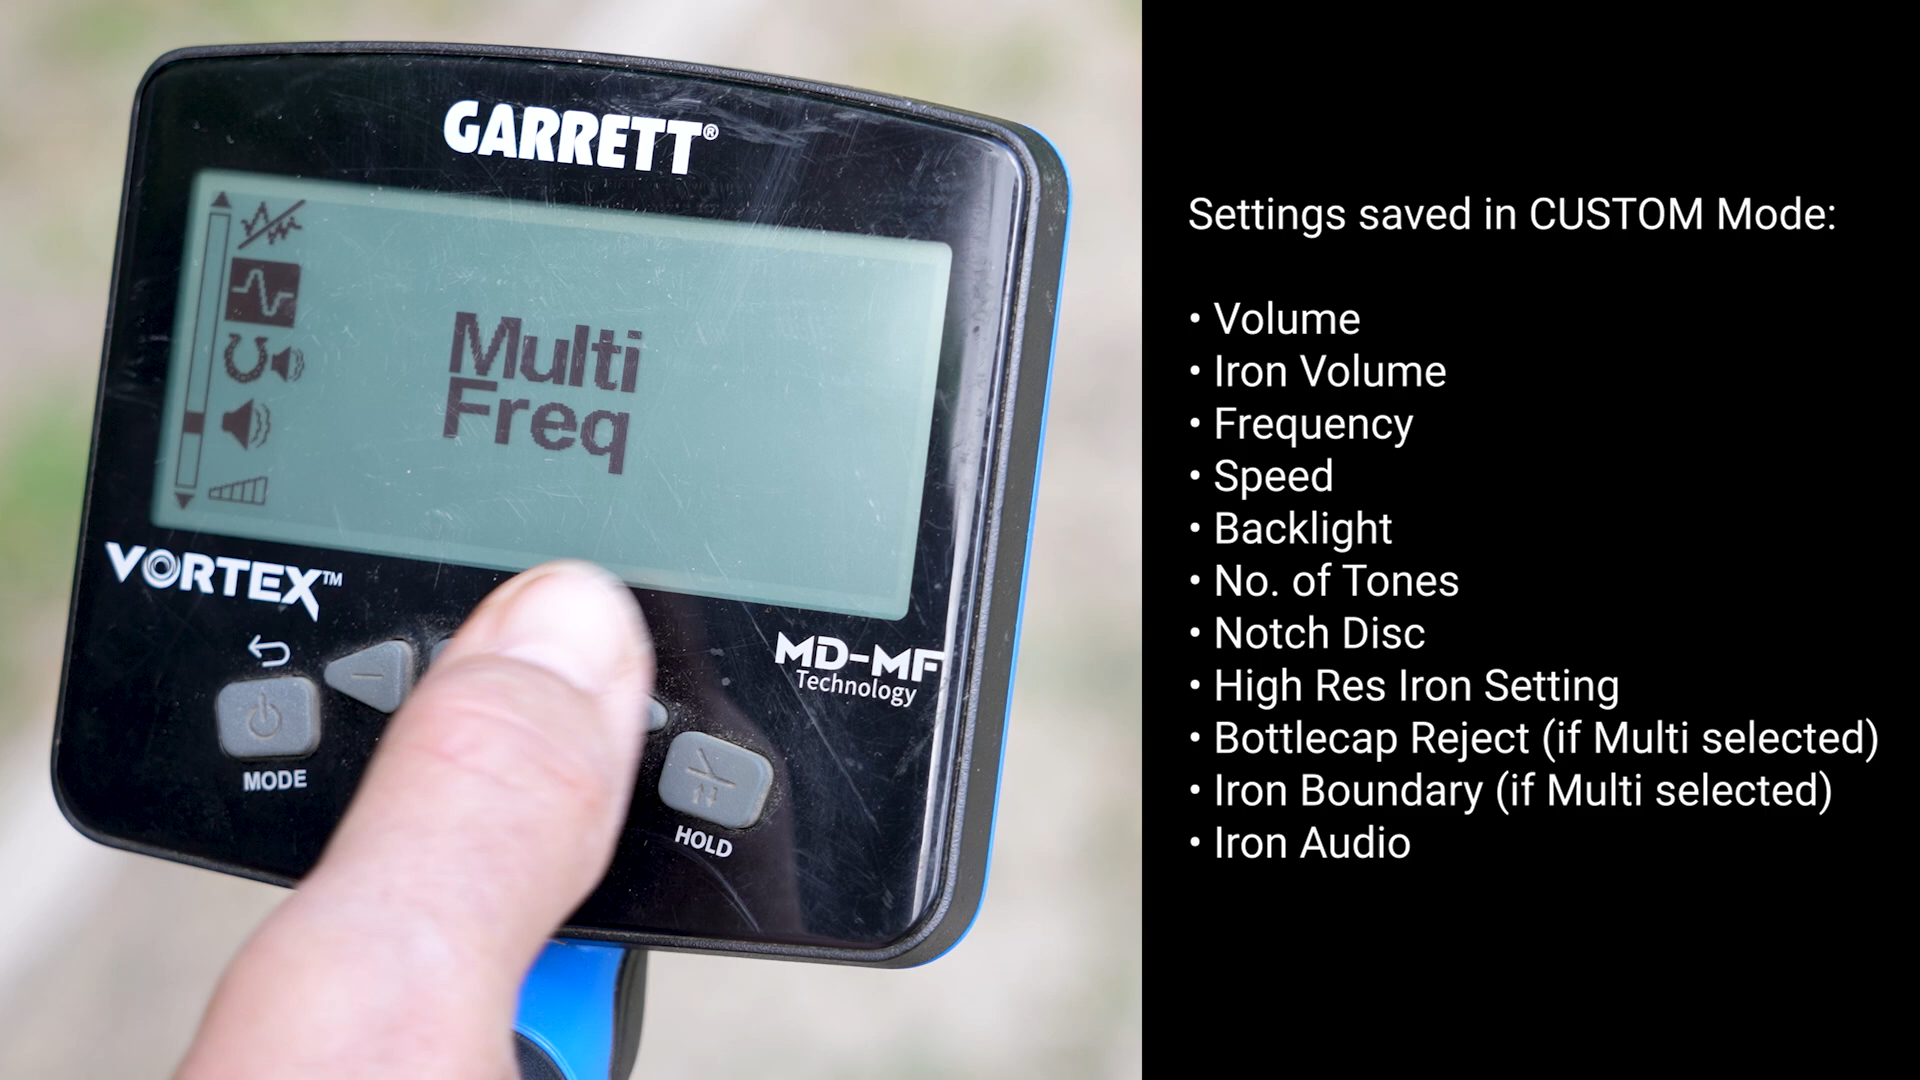 GARRETT®
Multi
Freq
VORTEX™
MD-MF
Technology
MODE
HOLD
Settings saved in CUSTOM Mode:
• Volume
• Iron Volume
• Frequency
• Speed
• Backlight
• No. of Tones
• Notch Disc
• High Res Iron Setting
• Bottlecap Reject (if Multi selected)
• Iron Boundary (if Multi selected)
• Iron Audio